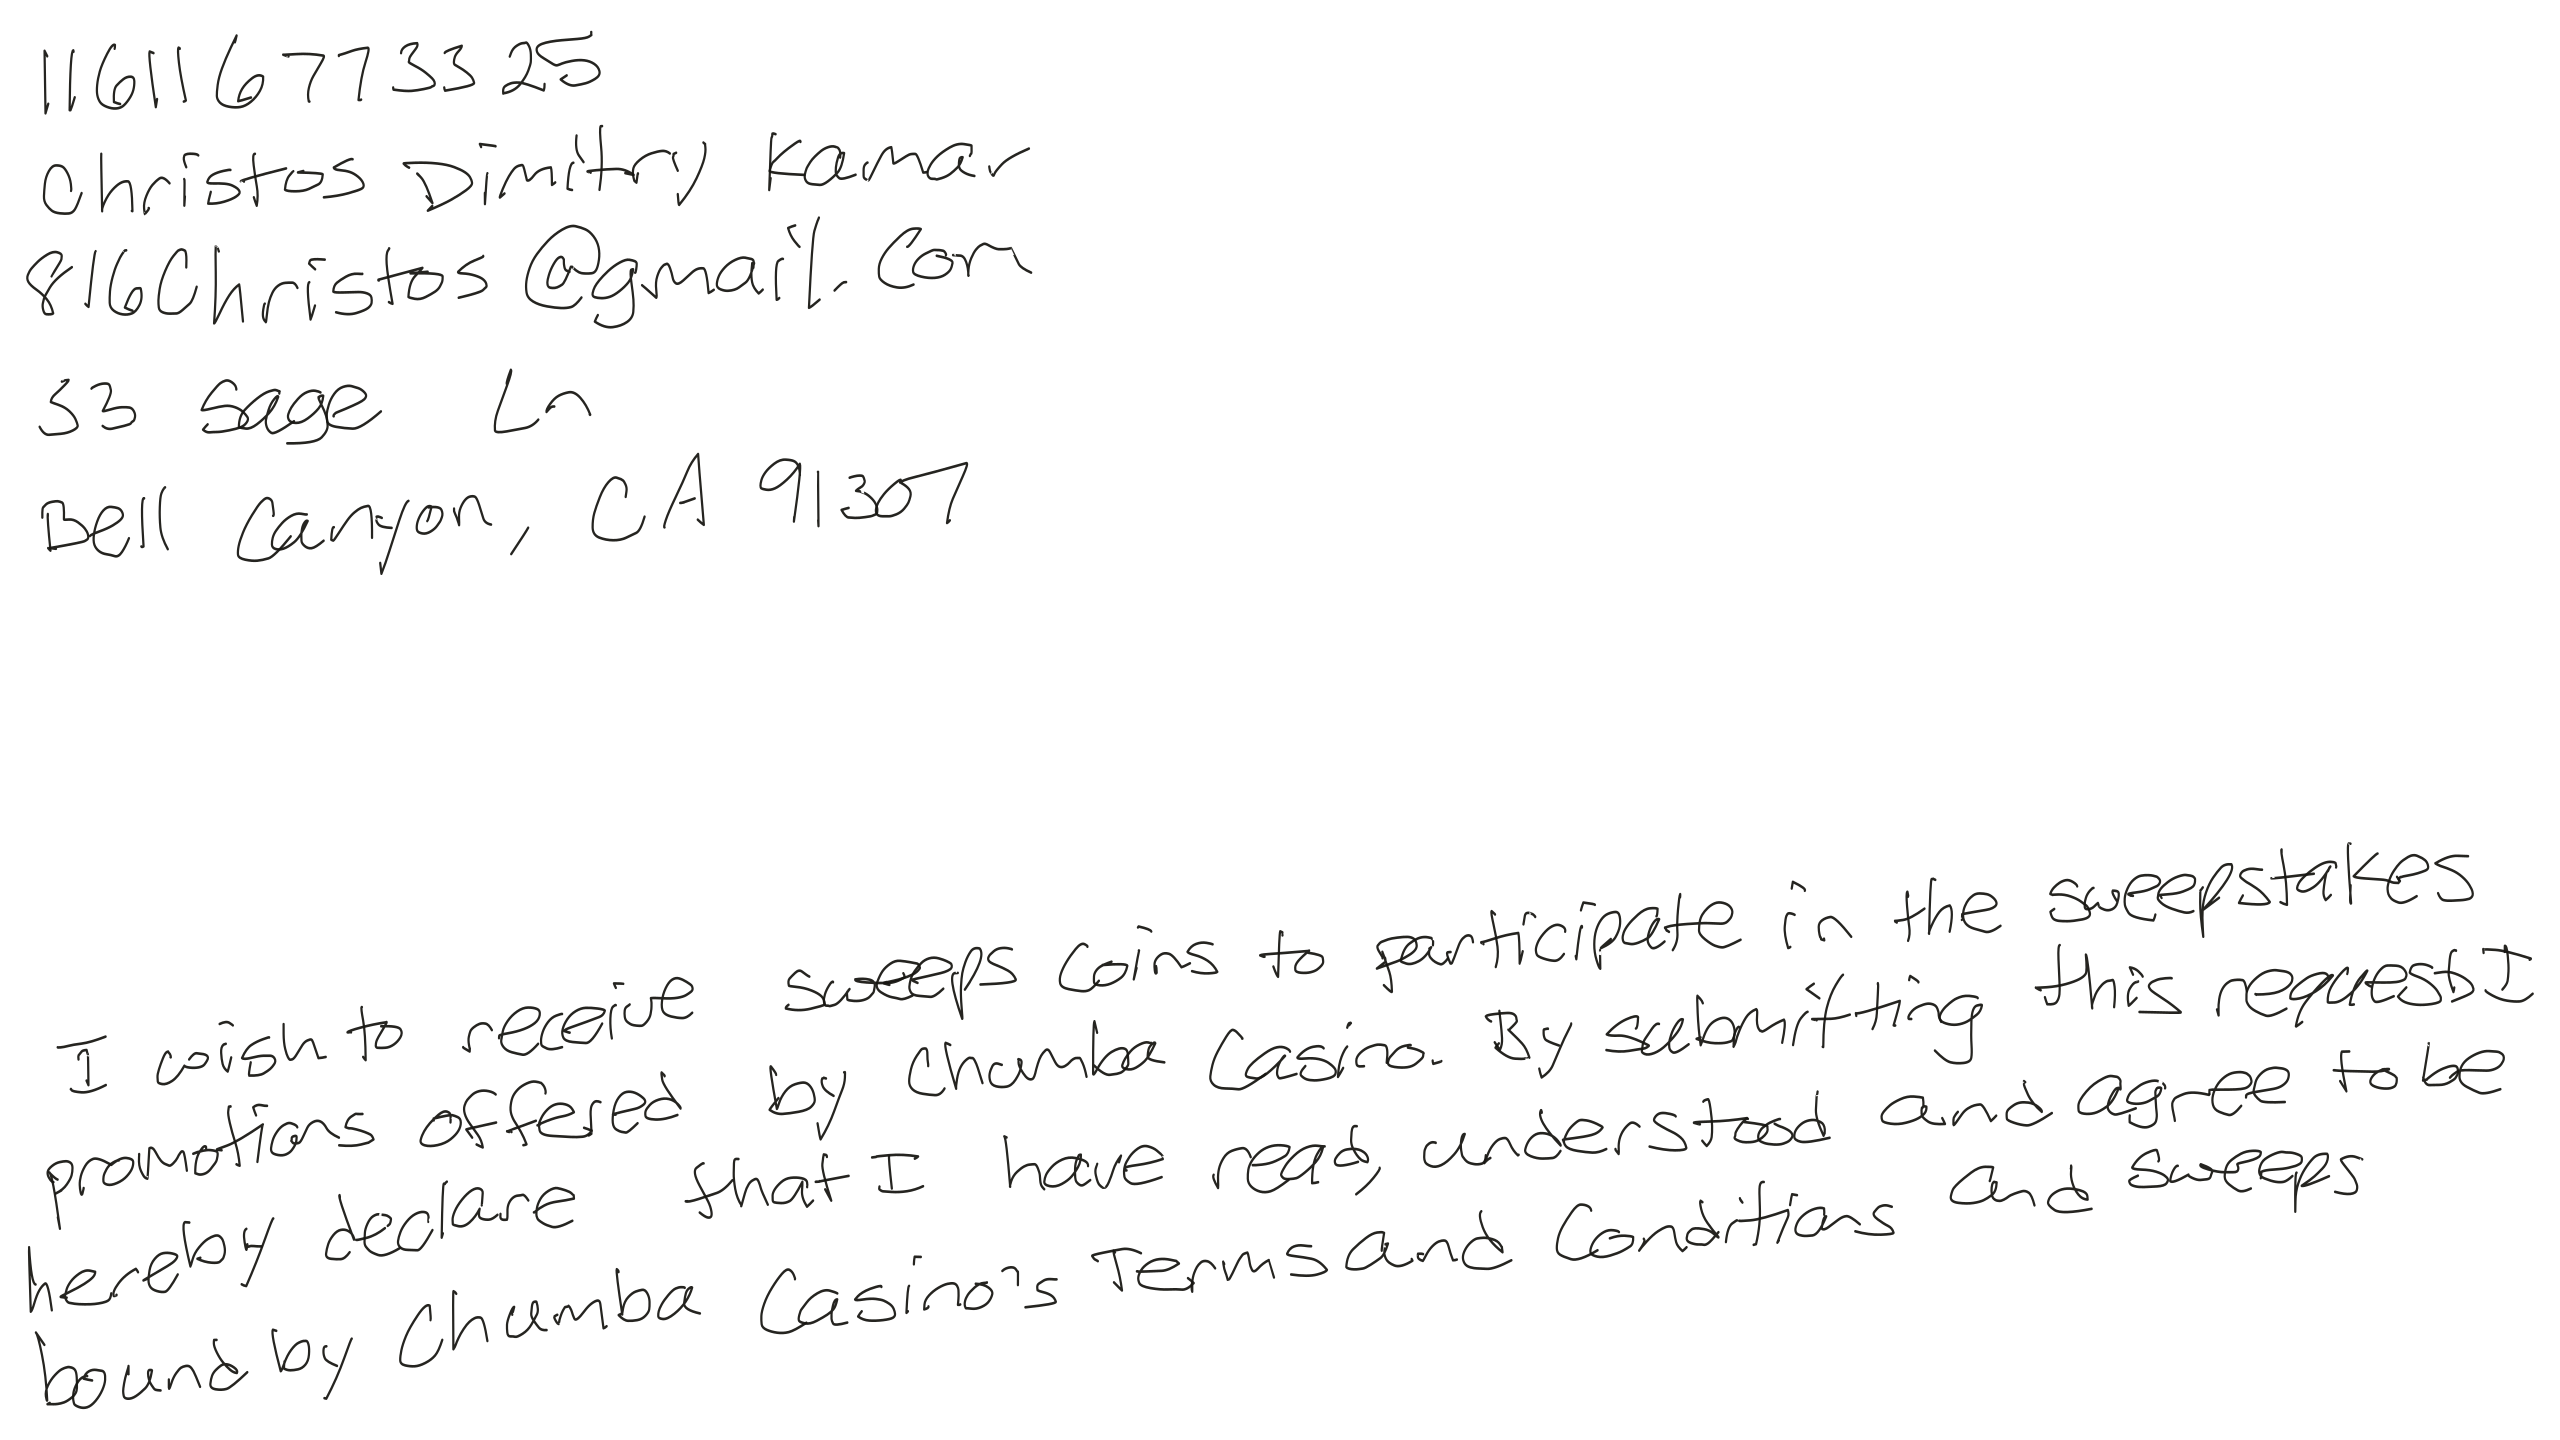 116116773325
Christos Dimitry Kamar
816Christos@gmail.com
33 Sage Ln
Bell Canyon, CA 91307
I wish to receive sweeps coins to participate in the sweepstakes
promotions offered by Chumba Casino. By submitting this request, I
hereby declare that I have read, understood and agree to be
bound by Chumba Casino's Terms and Conditions and sweeps